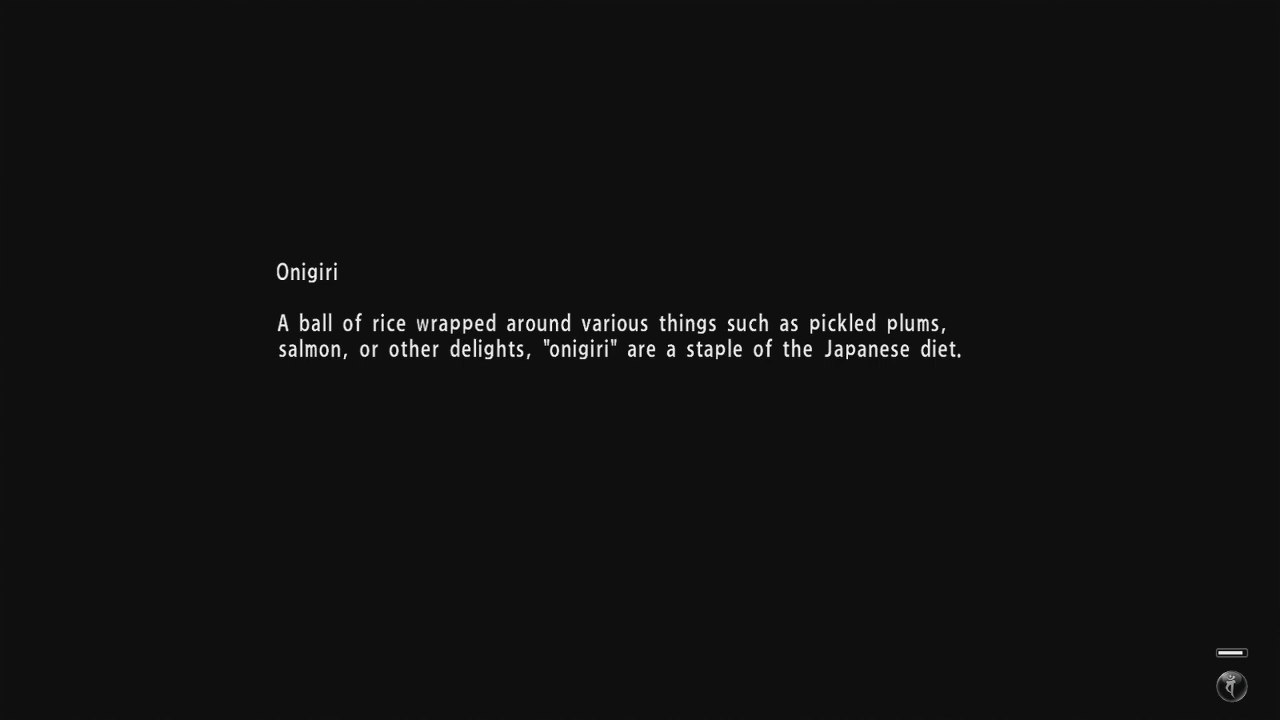 Onigiri
A ball of rice wrapped around various things such as pickled plums,
salmon, or other delights, "onigiri" are a staple of the Japanese diet.